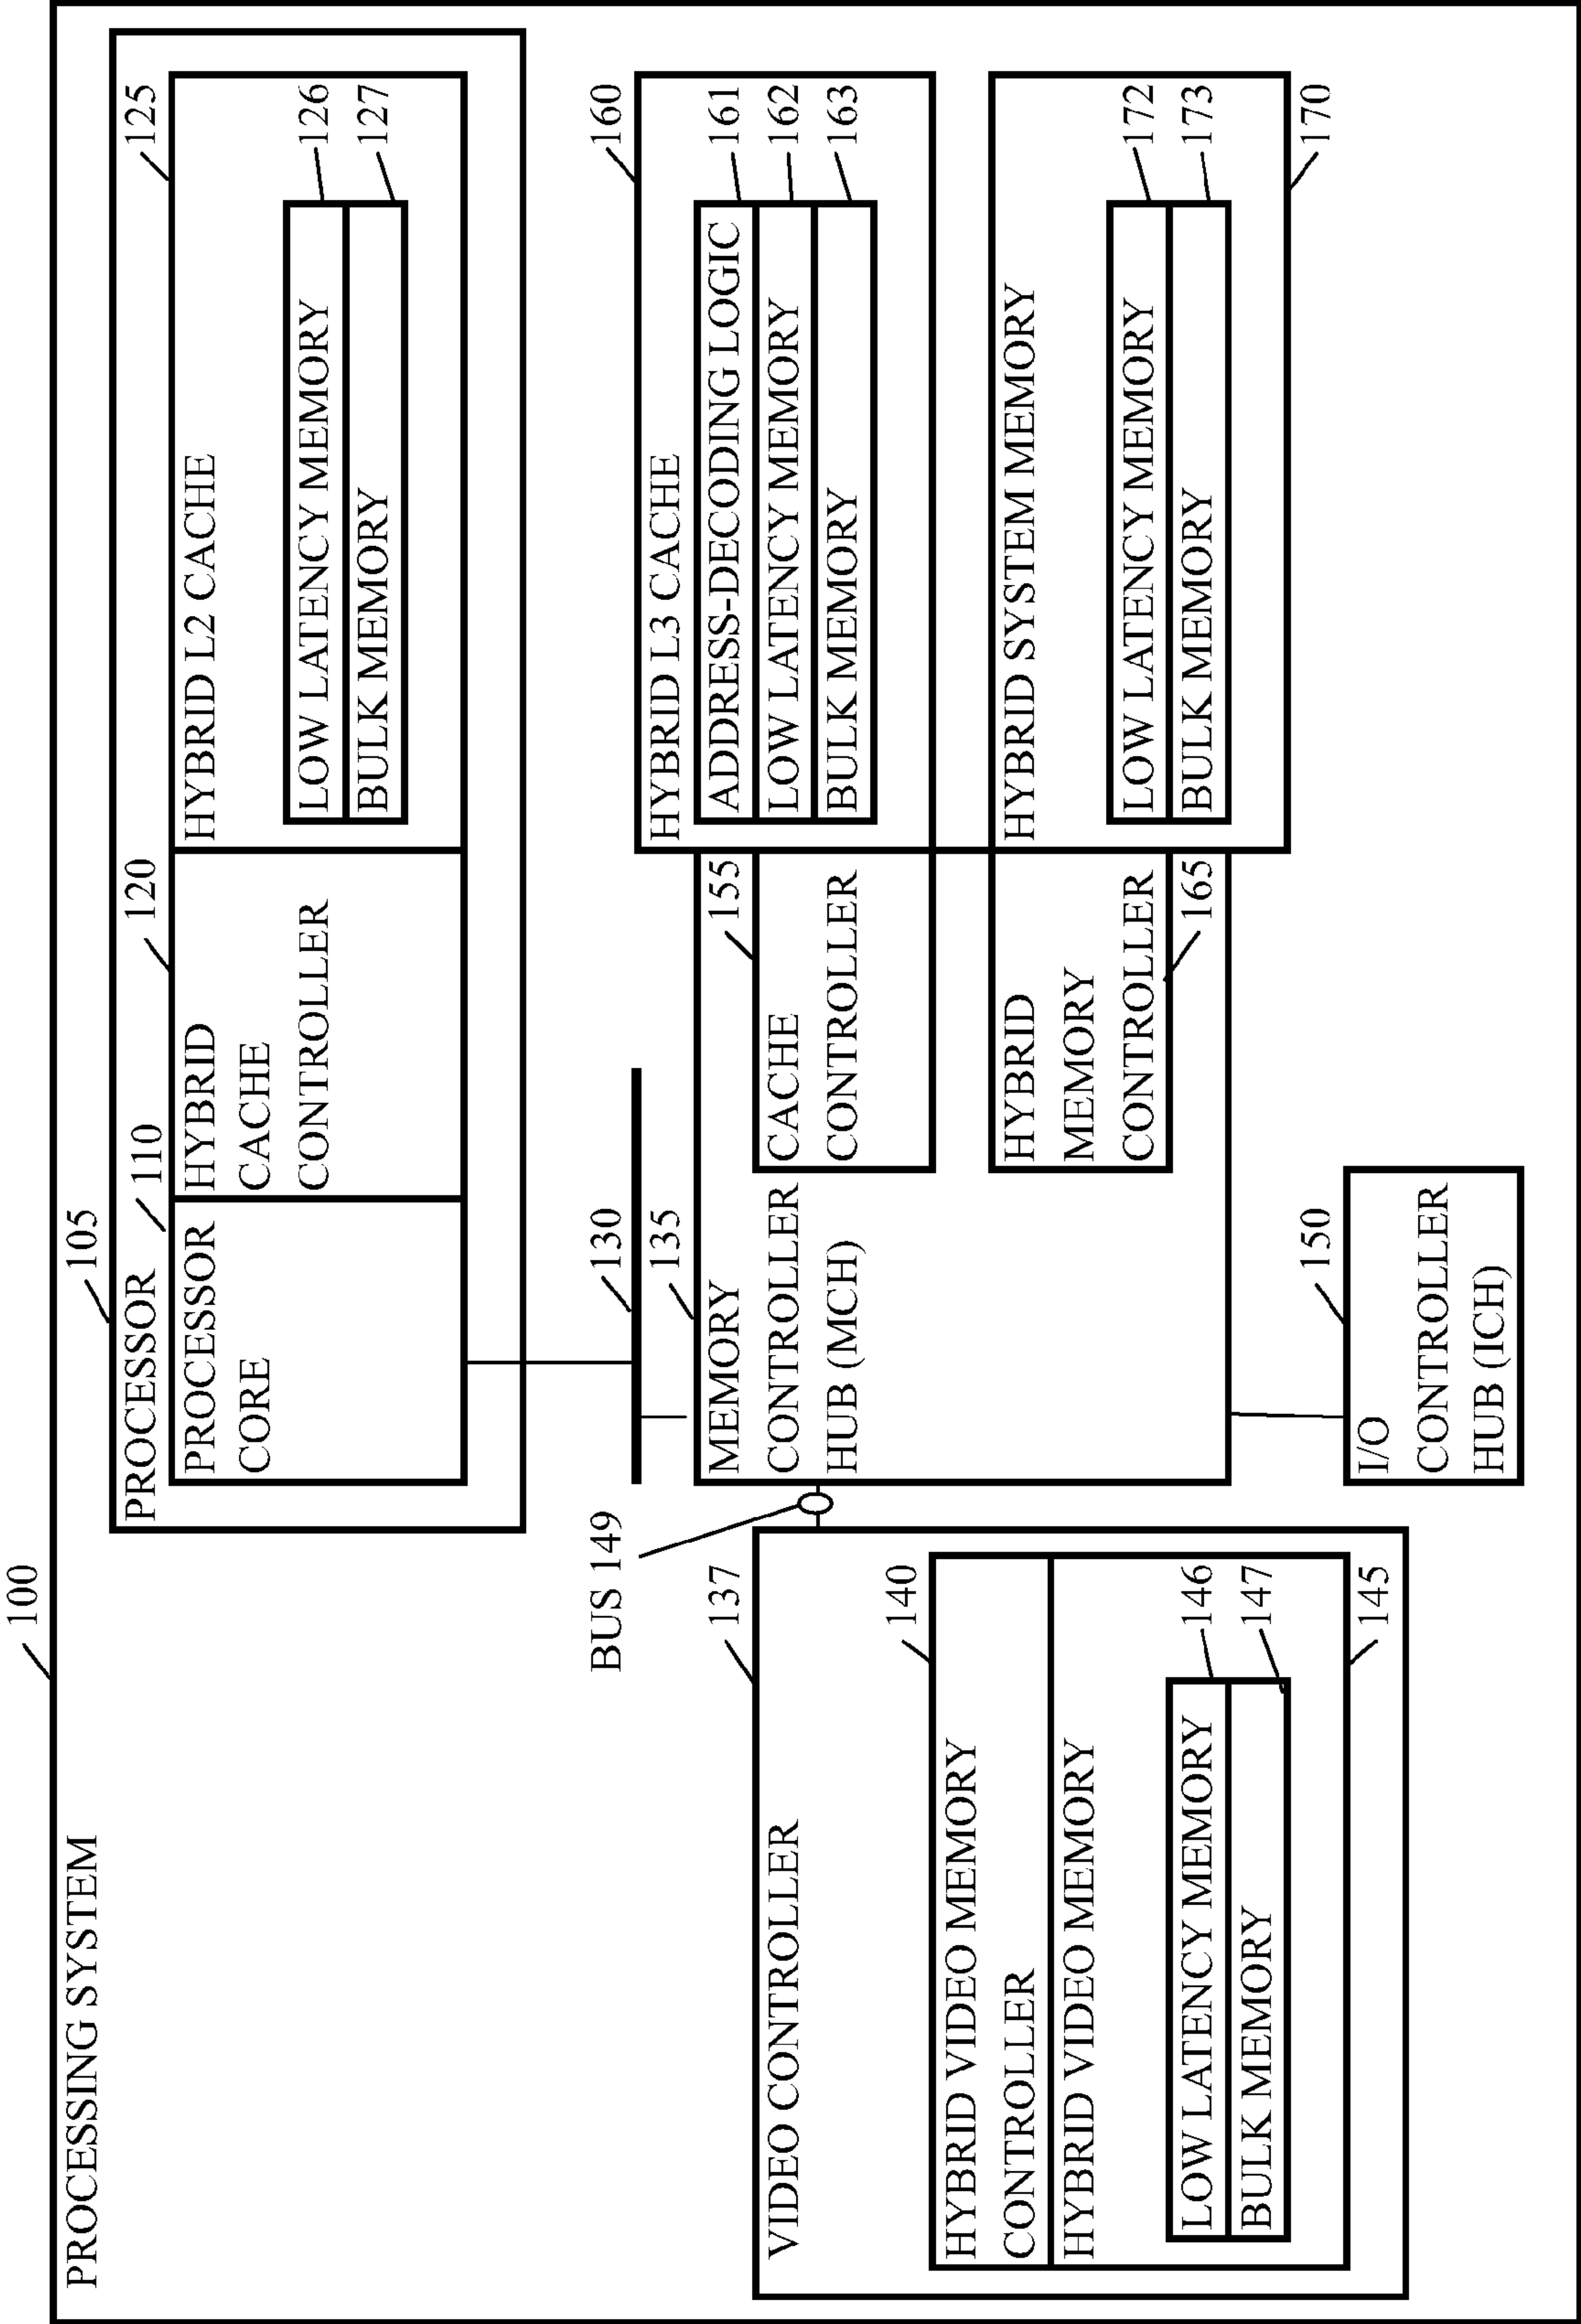 100
PROCESSING SYSTEM
105
PROCESSOR
110
120
125
PROCESSOR
CORE
HYBRID
CACHE
CONTROLLER
HYBRID L2 CACHE
LOW LATENCY MEMORY
126
BULK MEMORY
127
BUS 149
130
135
160
MEMORY
CONTROLLER
HUB (MCH)
155
CACHE
CONTROLLER
HYBRID L3 CACHE
ADDRESS-DECODING LOGIC
161
LOW LATENCY MEMORY
162
BULK MEMORY
163
137
VIDEO CONTROLLER
140
HYBRID VIDEO MEMORY
CONTROLLER
HYBRID VIDEO MEMORY
LOW LATENCY MEMORY
146
BULK MEMORY
147
145
HYBRID
MEMORY
CONTROLLER
165
HYBRID SYSTEM MEMORY
LOW LATENCY MEMORY
172
BULK MEMORY
173
170
150
I/O
CONTROLLER
HUB (ICH)